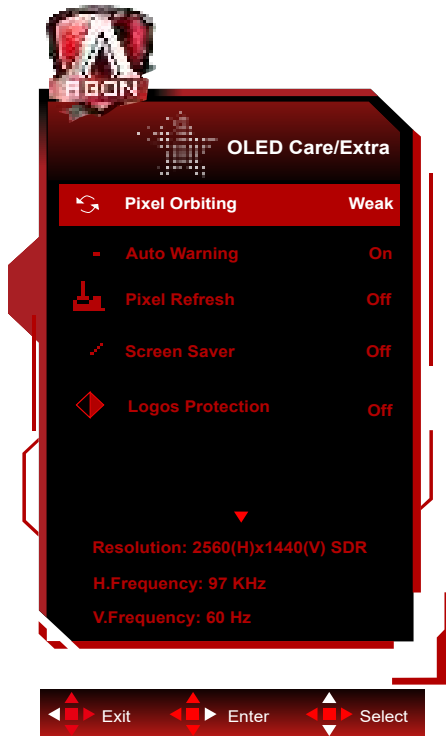 AGON
OLED Care/Extra
Pixel Orbiting Weak
Auto Warning On
Pixel Refresh Off
Screen Saver Off
Logos Protection Off
Resolution: 2560(H)x1440(V) SDR
H.Frequency: 97 KHz
V.Frequency: 60 Hz
Exit Enter Select